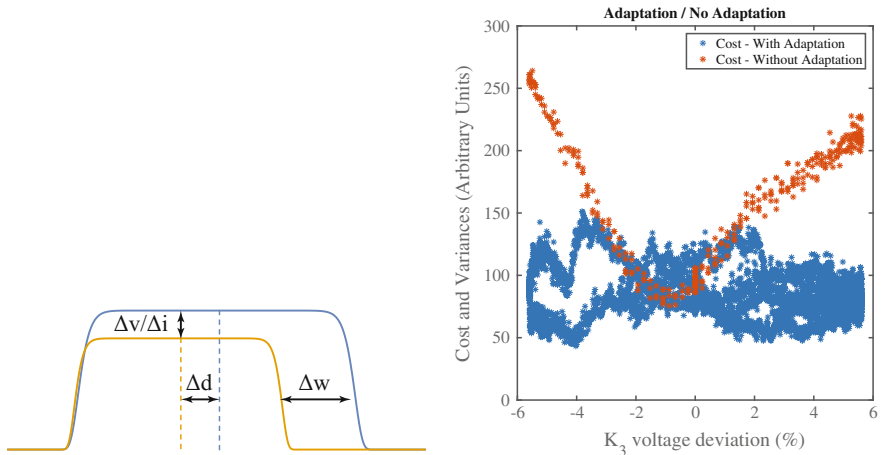 Δv/Δi
Δd
Δw
Adaptation / No Adaptation
Cost - With Adaptation
Cost - Without Adaptation
Cost and Variances (Arbitrary Units)
300
250
200
150
100
50
0
-6
-4
-2
0
2
4
6
K₃ voltage deviation (%)